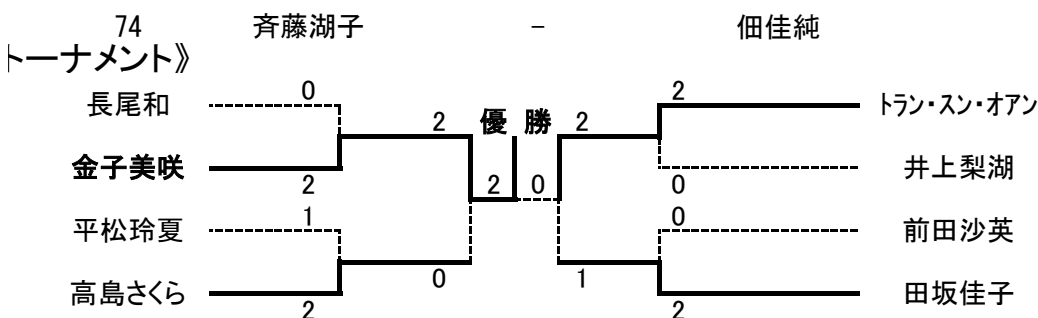 74 斉藤湖子 - 佃佳純
トーナメント》
長尾和 0 2 トラン・スン・オアン
2 優 勝 2
金子美咲 2 2 0 0 井上梨湖
平松玲夏 1 0 前田沙英
0 1
高島さくら 2 2 田坂佳子